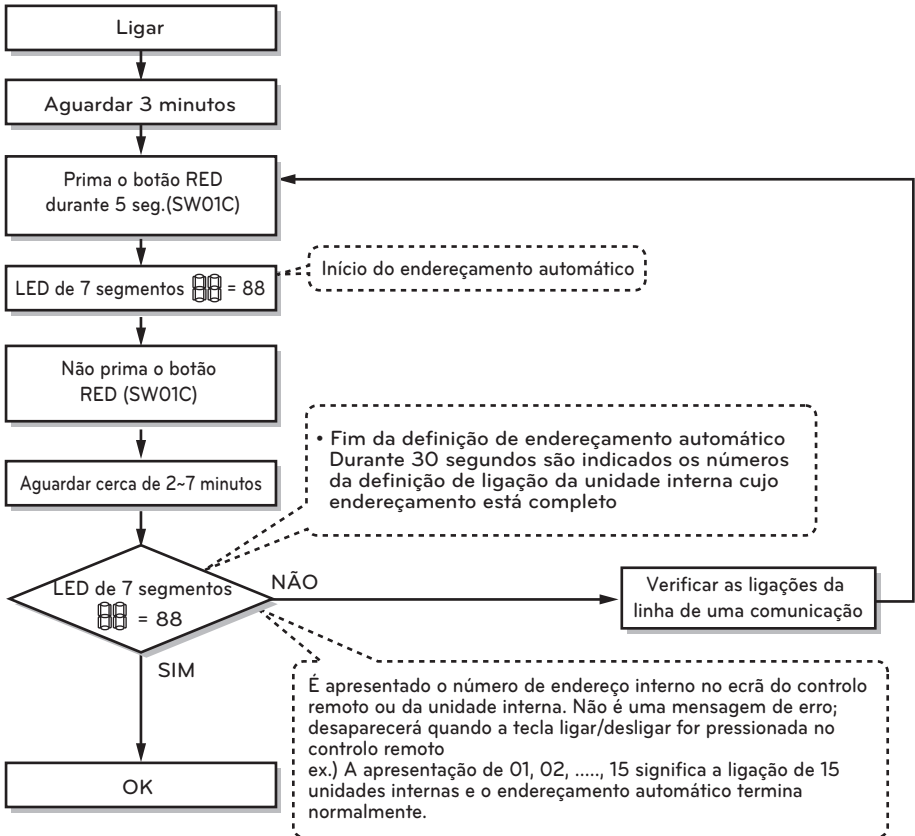 Ligar
Aguardar 3 minutos
Prima o botão RED
durante 5 seg.(SW01C)
LED de 7 segmentos 88 = 88
Início do endereçamento automático
Não prima o botão
RED (SW01C)
• Fim da definição de endereçamento automático
Durante 30 segundos são indicados os números
da definição de ligação da unidade interna cujo
endereçamento está completo
Aguardar cerca de 2~7 minutos
LED de 7 segmentos
88 = 88
NÃO
Verificar as ligações da
linha de uma comunicação
SIM
É apresentado o número de endereço interno no ecrã do controlo
remoto ou da unidade interna. Não é uma mensagem de erro;
desaparecerá quando a tecla ligar/desligar for pressionada no
controlo remoto
ex.) A apresentação de 01, 02, ....., 15 significa a ligação de 15
unidades internas e o endereçamento automático termina
normalmente.
OK